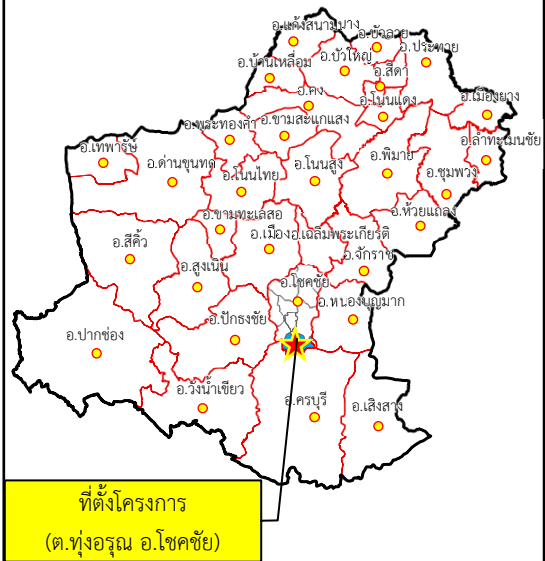 อ.แก้งสนามนาง
อ.บัวลาย
อ.บัวใหญ่
อ.ประทาย
อ.บ้านเหลื่อม
อ.สีดา
อ.คง
อ.โนนแดง
อ.เมืองยาง
อ.พระทองคำ
อ.ขามสะแกแสง
อ.เทพารักษ์
อ.ด่านขุนทด
อ.โนนไทย
อ.โนนสูง
อ.พิมาย
อ.ชุมพวง
อ.ลำทะเมนชัย
อ.ขามทะเลสอ
อ.ห้วยแถลง
อ.สีคิ้ว
อ.เมือง
อ.เฉลิมพระเกียรติ
อ.จักราช
อ.สูงเนิน
อ.โชคชัย
อ.หนองบุญมาก
อ.ปากช่อง
อ.ปักธงชัย
อ.วังน้ำเขียว
อ.ครบุรี
อ.เสิงสาง
ที่ตั้งโครงการ
(ต.ทุ่งอรุณ อ.โชคชัย)